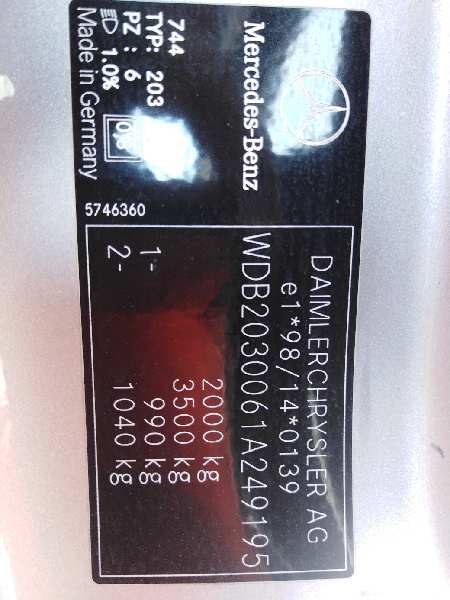 Mercedes-Benz
744
TYP: 203
PZ : 6
1.0%
Made in Germany
5746360
DAIMLERCHRYSLER AG
e1*98/14*0139
WDB2030061A249195
2000 kg
3500 kg
1- 990 kg
2- 1040 kg